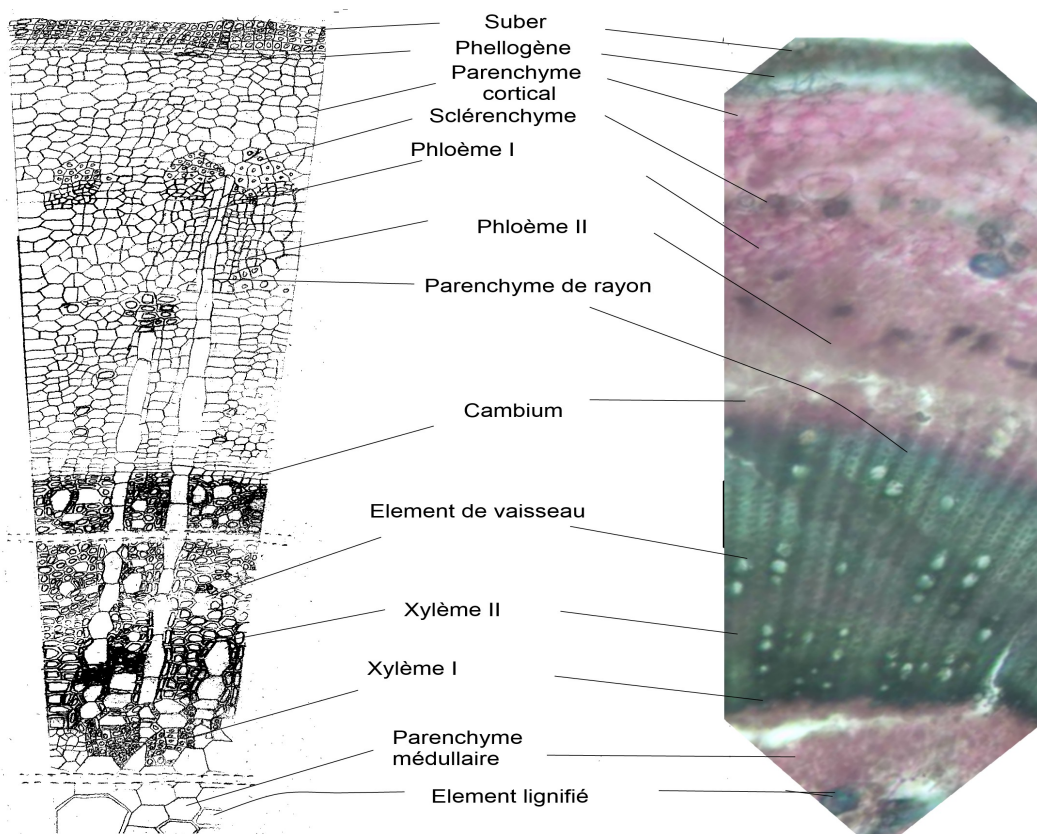 Suber
Phellogène
Parenchyme
cortical
Sclérenchyme
Phloème I
Phloème II
Parenchyme de rayon
Cambium
Element de vaisseau
Xylème II
Xylème I
Parenchyme
médullaire
Element lignifié